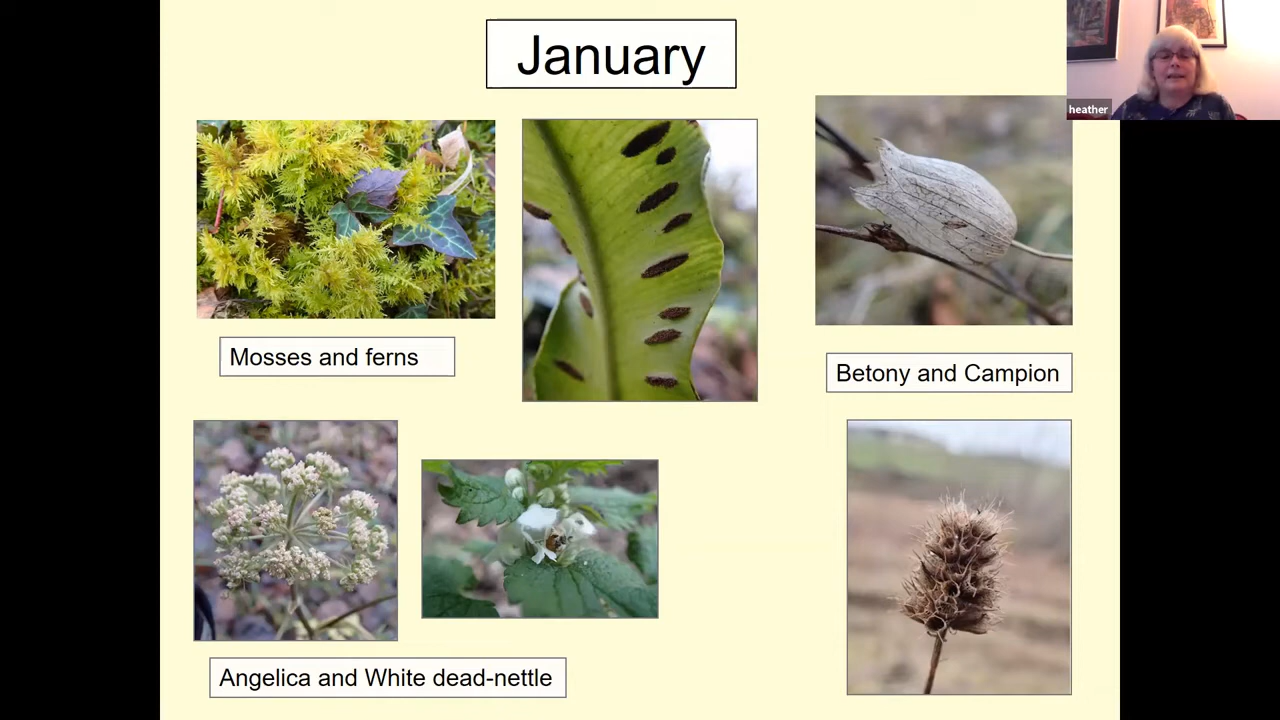 January
heather
Mosses and ferns
Betony and Campion
Angelica and White dead-nettle